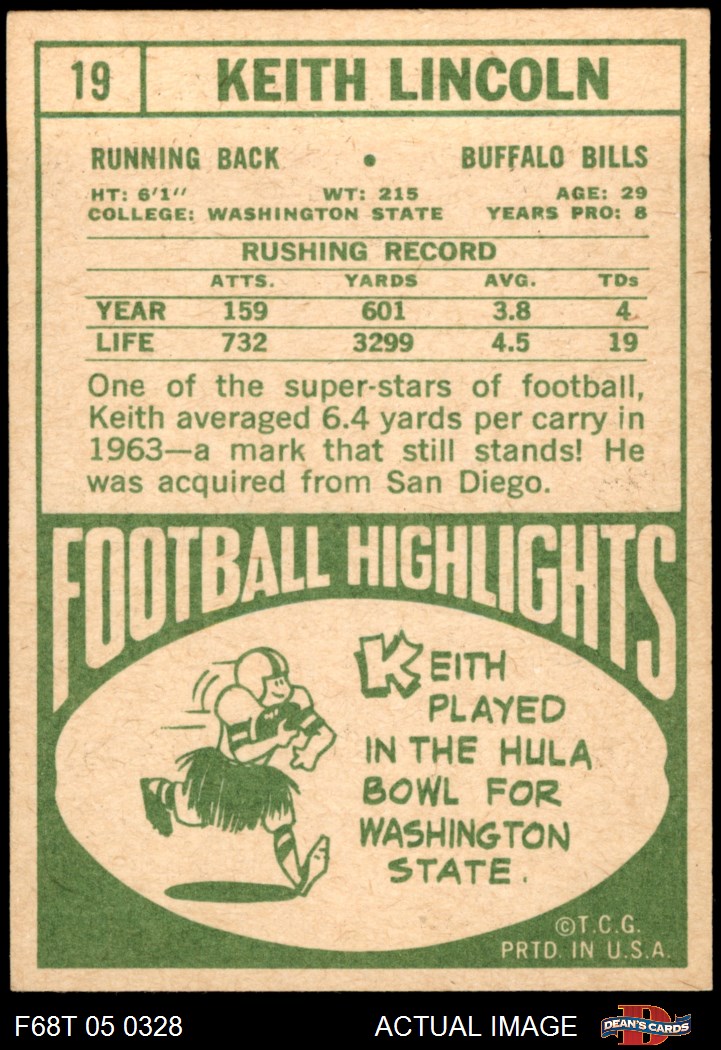 19 KEITH LINCOLN
RUNNING BACK • BUFFALO BILLS
HT: 6'1" WT: 215 AGE: 29
COLLEGE: WASHINGTON STATE YEARS PRO: 8
RUSHING RECORD
ATTS. YARDS AVG. TDs
YEAR 159 601 3.8 4
LIFE 732 3299 4.5 19
One of the super-stars of football,
Keith averaged 6.4 yards per carry in
1963—a mark that still stands! He
was acquired from San Diego.
FOOTBALL HIGHLIGHTS
KEITH
PLAYED
IN THE HULA
BOWL FOR
WASHINGTON
STATE.
©T.C.G.
PRTD. IN U.S.A.
F68T 05 0328 ACTUAL IMAGE DEAN'S CARDS